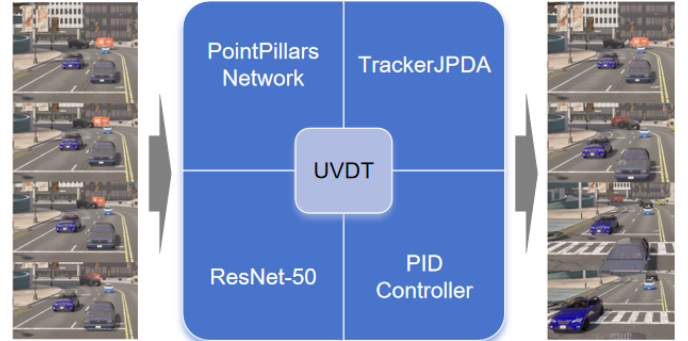 PointPillars
Network
TrackerJPDA
UVDT
ResNet-50
PID
Controller